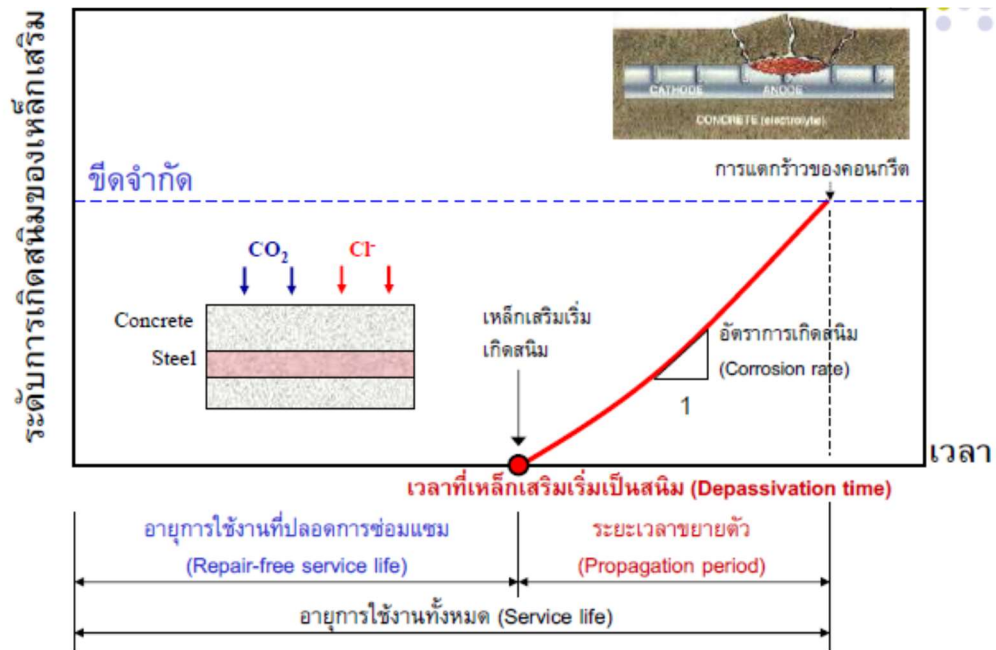 ระดับการเกิดสนิมของเหล็กเสริม
CATHODE
ANODE
CONCRETE (electrolyte)
การแตกร้าวของคอนกรีต
ขีดจำกัด
CO2
Cl-
Concrete
Steel
เหล็กเสริมเริ่ม
เกิดสนิม
อัตราการเกิดสนิม
(Corrosion rate)
1
เวลา
เวลาที่เหล็กเสริมเริ่มเป็นสนิม (Depassivation time)
อายุการใช้งานที่ปลอดการซ่อมแซม
(Repair-free service life)
ระยะเวลาขยายตัว
(Propagation period)
อายุการใช้งานทั้งหมด (Service life)